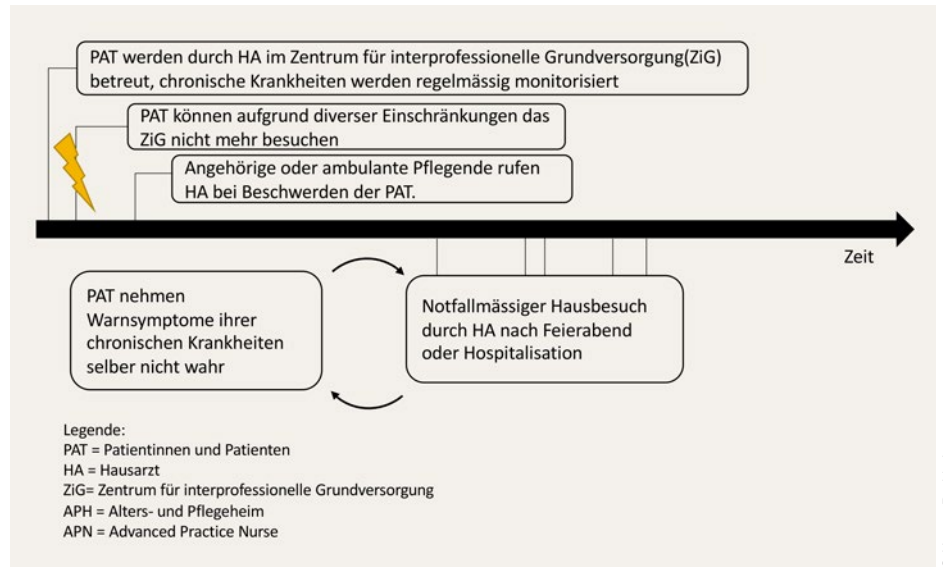 PAT werden durch HA im Zentrum für interprofessionelle Grundversorgung(ZiG)
betreut, chronische Krankheiten werden regelmässig monitorisiert
PAT können aufgrund diverser Einschränkungen das
ZiG nicht mehr besuchen
Angehörige oder ambulante Pflegende rufen
HA bei Beschwerden der PAT.
Zeit
PAT nehmen
Warnsymptome ihrer
chronischen Krankheiten
selber nicht wahr
Notfallmässiger Hausbesuch
durch HA nach Feierabend
oder Hospitalisation
Legende:
PAT = Patientinnen und Patienten
HA = Hausarzt
ZiG= Zentrum für interprofessionelle Grundversorgung
APH = Alters- und Pflegeheim
APN = Advanced Practice Nurse